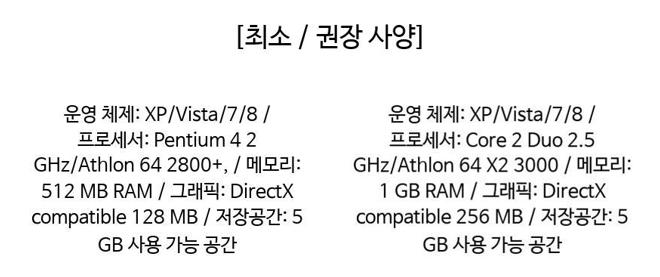 [최소 / 권장 사양]
운영 체제: XP/Vista/7/8 /
프로세서: Pentium 4 2
GHz/Athlon 64 2800+, / 메모리:
512 MB RAM / 그래픽: DirectX
compatible 128 MB / 저장공간: 5
GB 사용 가능 공간
운영 체제: XP/Vista/7/8 /
프로세서: Core 2 Duo 2.5
GHz/Athlon 64 X2 3000 / 메모리:
1 GB RAM / 그래픽: DirectX
compatible 256 MB / 저장공간: 5
GB 사용 가능 공간